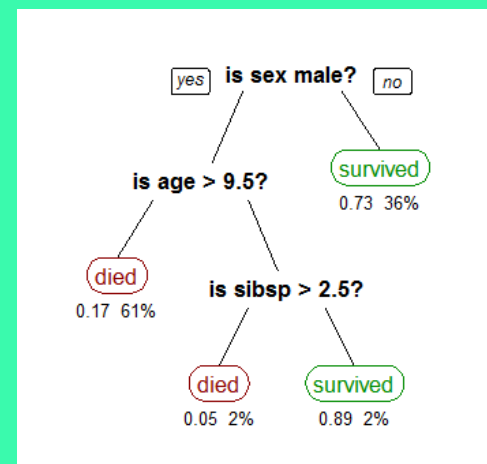 yes is sex male? no
survived
0.73 36%
is age > 9.5?
died
0.17 61%
is sibsp > 2.5?
died survived
0.05 2% 0.89 2%